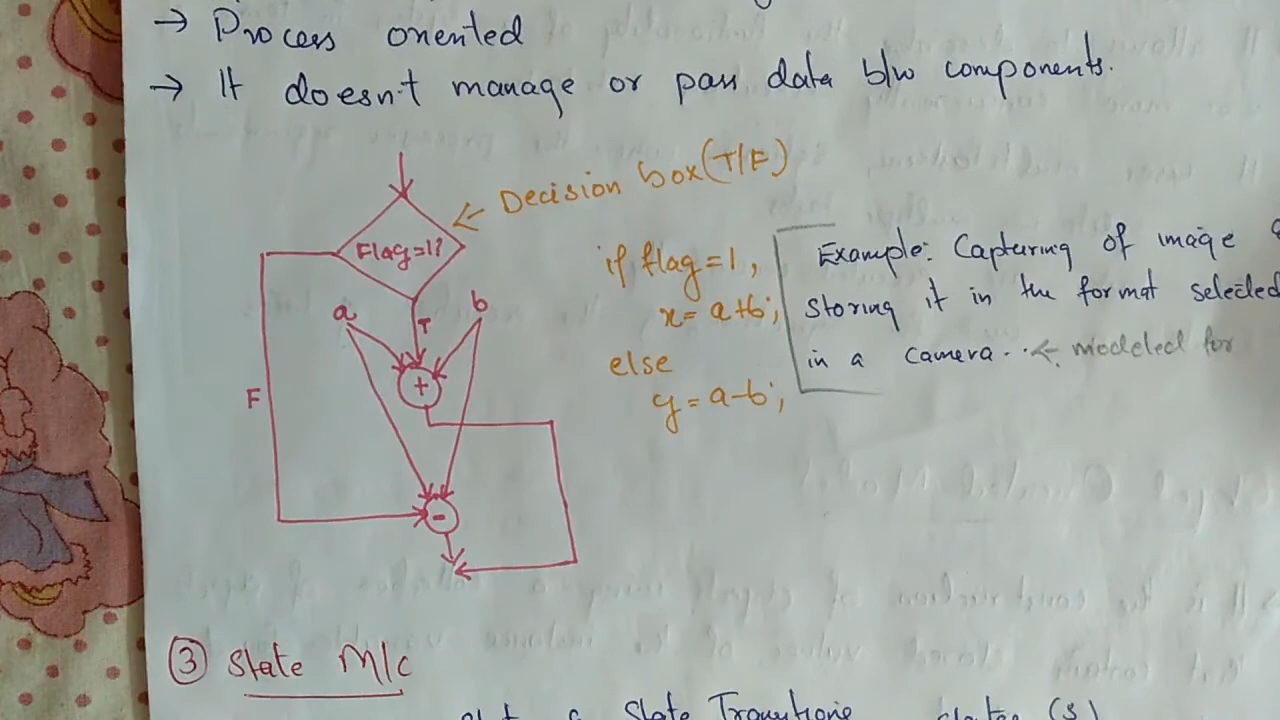 → Process oriented
→ It doesn't manage or pass data b/w components.
← Decision box (T/F)
Flag=1?
a
b
T
+
F
-
if flag=1,
x= a+b;
else
y= a-b;
Example: Capturing of image &
storing it in the format selected
in a camera. ← modeled for
③ State M/c
State Transitions states (s)